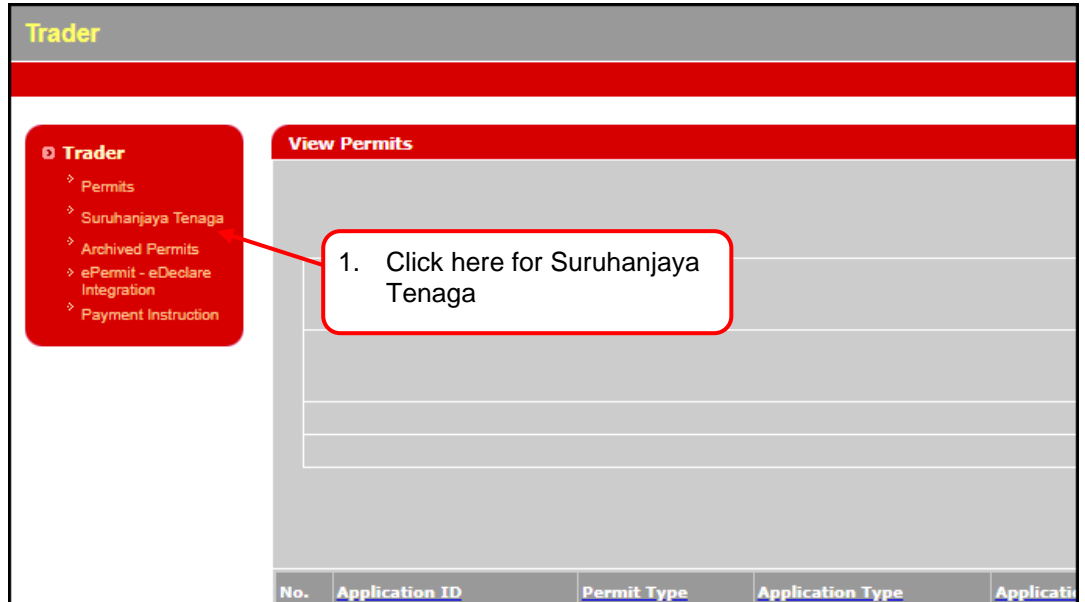 Trader
Trader
Permits
Suruhanjaya Tenaga
Archived Permits
ePermit - eDeclare
Integration
Payment Instruction
View Permits
1. Click here for Suruhanjaya
Tenaga
No. Application ID Permit Type Application Type Applicati